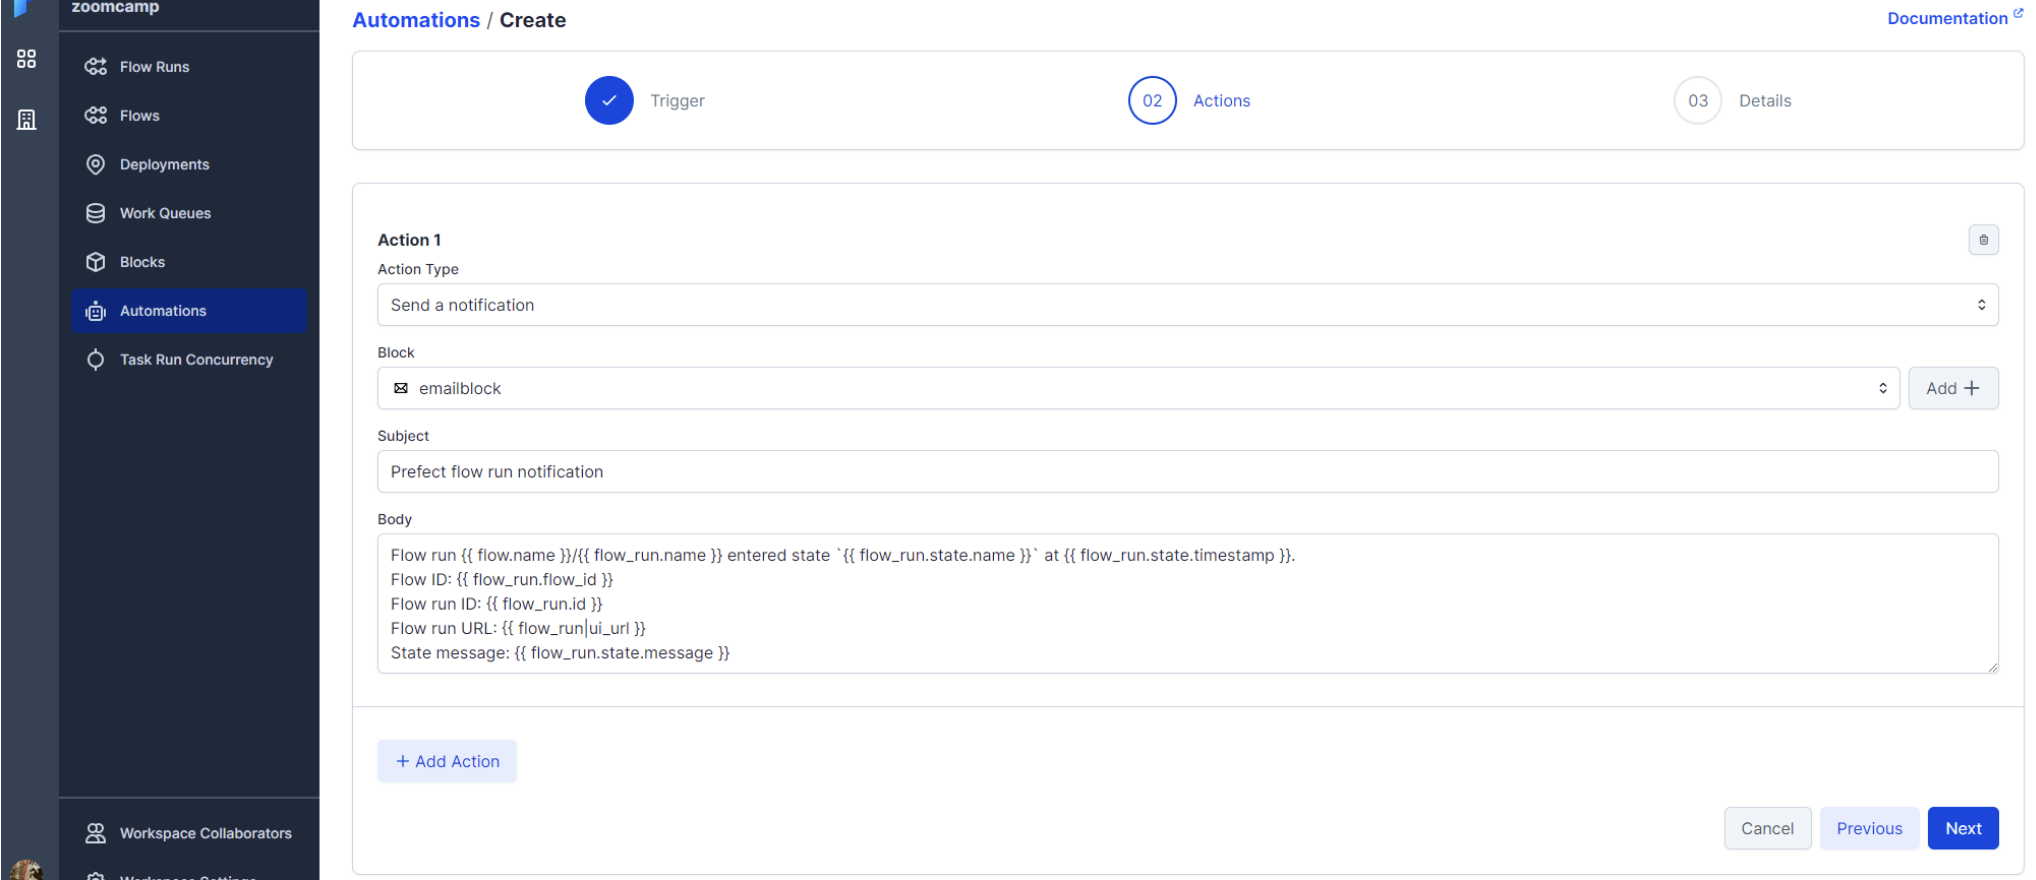 zoomcamp
Flow Runs
Flows
Deployments
Work Queues
Blocks
Automations
Task Run Concurrency
Workspace Collaborators
Workspace Settings
Automations / Create
Documentation
Trigger
02 Actions
03 Details
Action 1
Action Type
Send a notification
Block
emailblock
Add +
Subject
Prefect flow run notification
Body
Flow run {{ flow.name }}/{{ flow_run.name }} entered state `{{ flow_run.state.name }}` at {{ flow_run.state.timestamp }}.
Flow ID: {{ flow_run.flow_id }}
Flow run ID: {{ flow_run.id }}
Flow run URL: {{ flow_run|ui_url }}
State message: {{ flow_run.state.message }}
+ Add Action
Cancel Previous Next